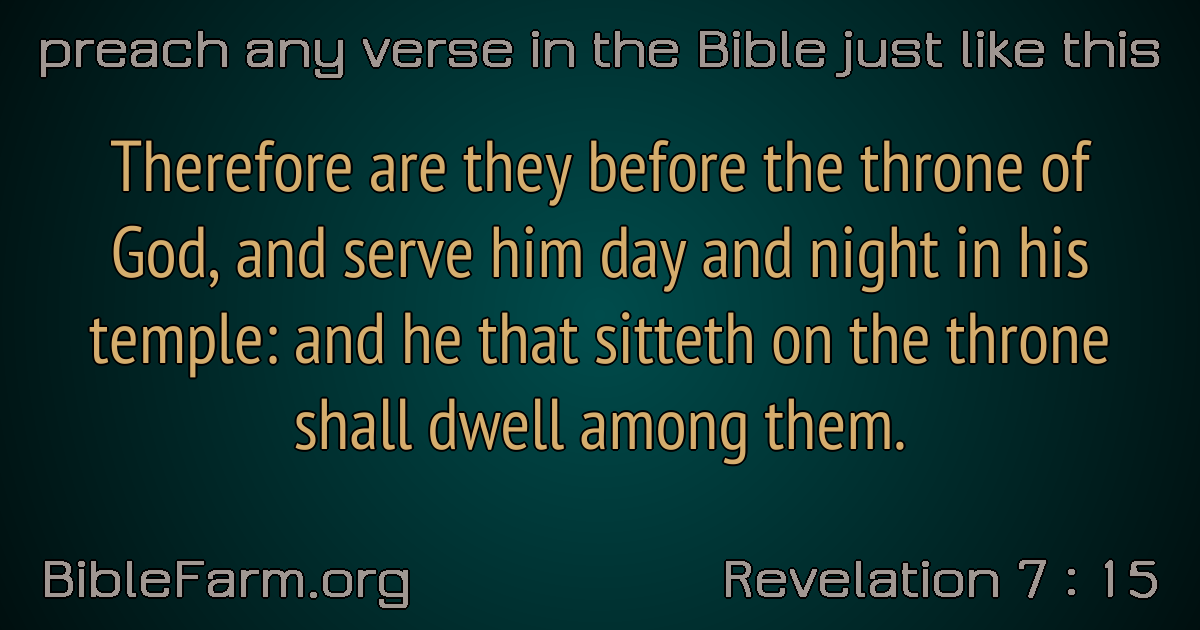 preach any verse in the Bible just like this
Therefore are they before the throne of
God, and serve him day and night in his
temple: and he that sitteth on the throne
shall dwell among them.
BibleFarm.org
Revelation 7 : 15